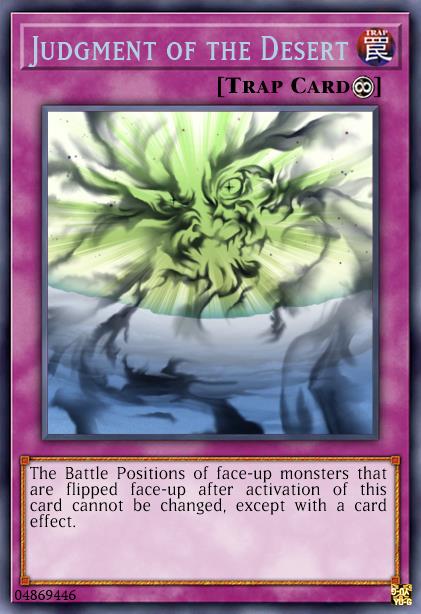 JUDGMENT OF THE DESERT
TRAP
罠
[TRAP CARD♾]
The Battle Positions of face-up monsters that
are flipped face-up after activation of this
card cannot be changed, except with a card
effect.
04869446